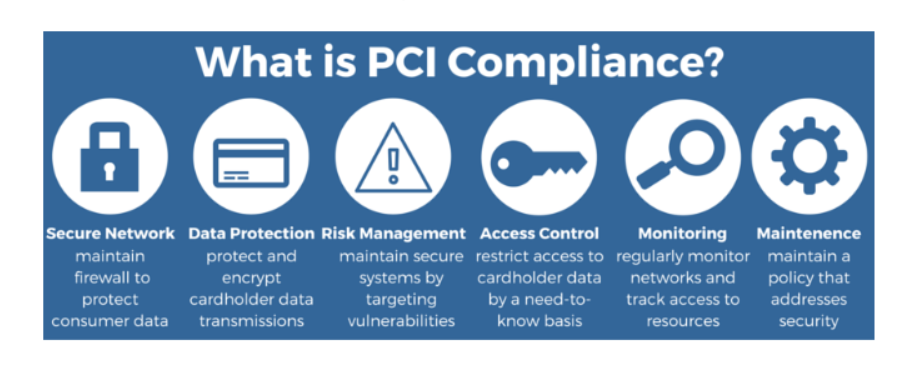 What is PCI Compliance?
Secure Network
maintain
firewall to
protect
consumer data
Data Protection
protect and
encrypt
cardholder data
transmissions
Risk Management
maintain secure
systems by
targeting
vulnerabilities
Access Control
restrict access to
cardholder data
by a need-to-
know basis
Monitoring
regularly monitor
networks and
track access to
resources
Maintenence
maintain a
policy that
addresses
security